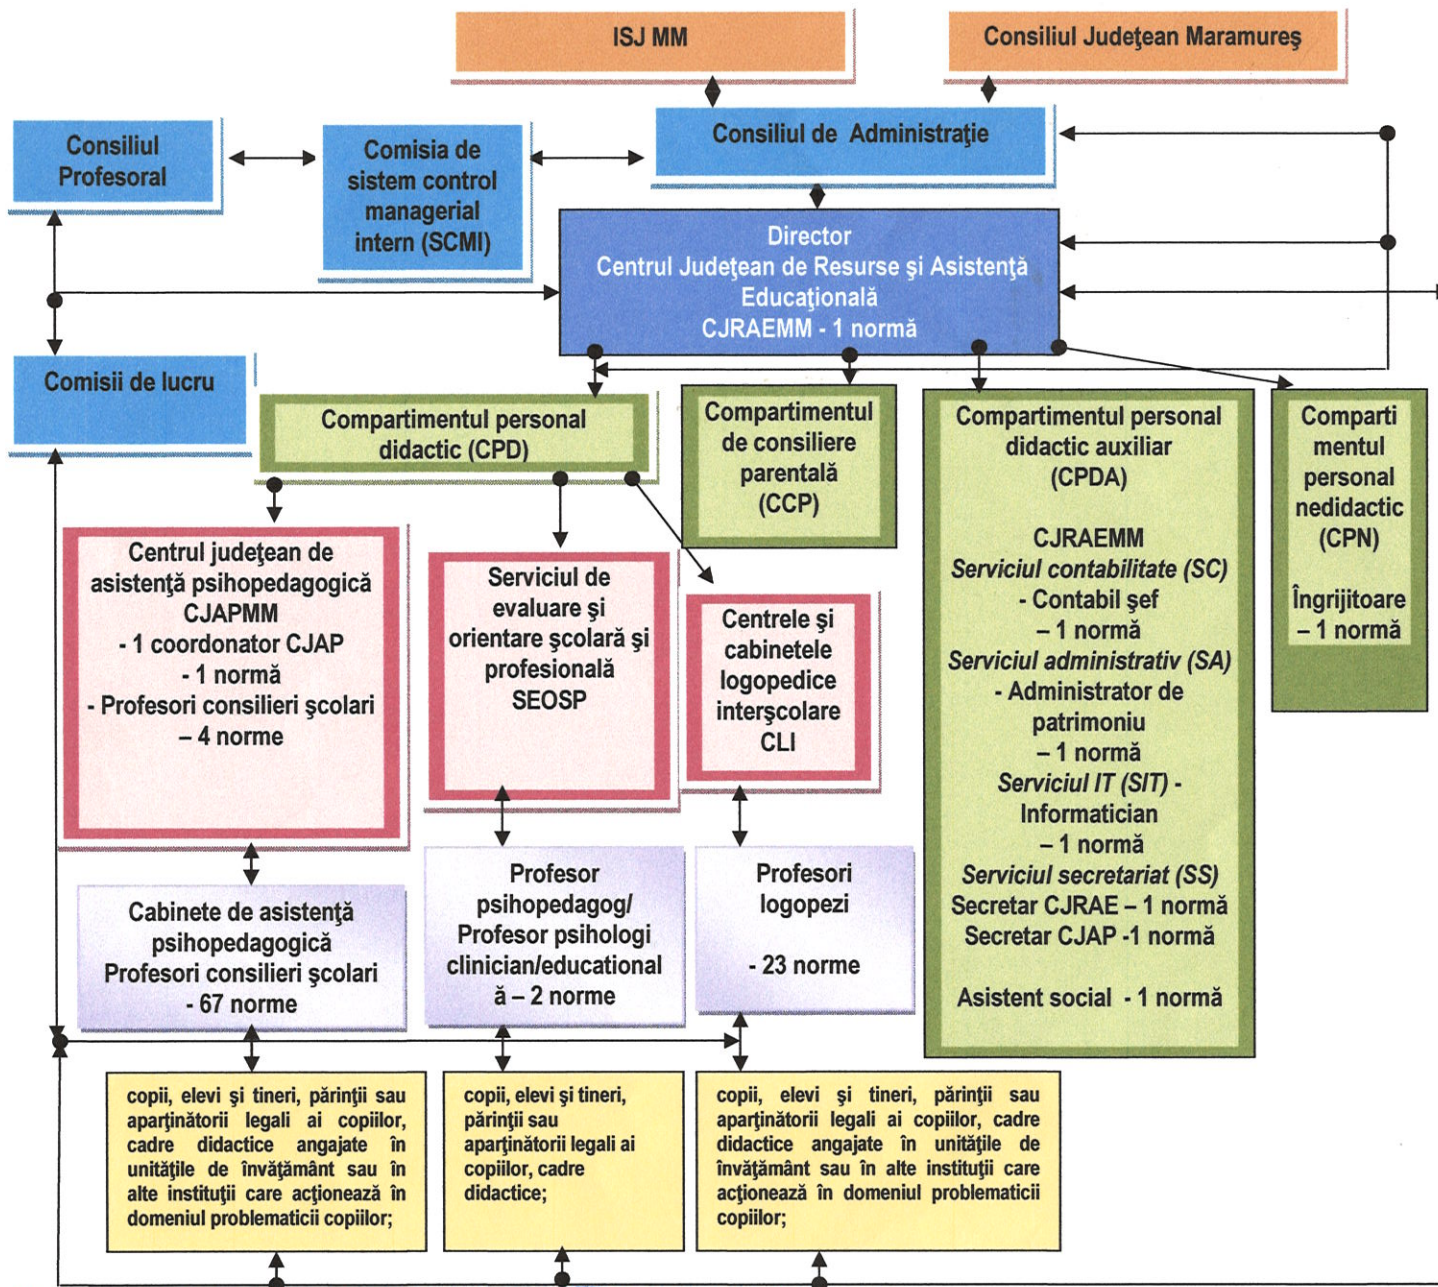 ISJ MM
Consiliul Judeţean Maramureş
Consiliul
Profesoral
Comisia de
sistem control
managerial
intern (SCMI)
Consiliul de Administraţie
Director
Centrul Judeţean de Resurse şi Asistenţă
Educaţională
CJRAEMM - 1 normă
Comisii de lucru
Compartimentul personal
didactic (CPD)
Compartimentul
de consiliere
parentală
(CCP)
Compartimentul personal
didactic auxiliar
(CPDA)
CJRAEMM
Serviciul contabilitate (SC)
- Contabil şef
– 1 normă
Serviciul administrativ (SA)
- Administrator de
patrimoniu
– 1 normă
Serviciul IT (SIT) -
Informatician
– 1 normă
Serviciul secretariat (SS)
Secretar CJRAE – 1 normă
Secretar CJAP -1 normă
Asistent social - 1 normă
Comparti
mentul
personal
nedidactic
(CPN)
Îngrijitoare
– 1 normă
Centrul judeţean de
asistenţă psihopedagogică
CJAPMM
- 1 coordonator CJAP
- 1 normă
- Profesori consilieri şcolari
– 4 norme
Serviciul de
evaluare şi
orientare şcolară şi
profesională
SEOSP
Centrele şi
cabinetele
logopedice
interşcolare
CLI
Cabinete de asistenţă
psihopedagogică
Profesori consilieri şcolari
- 67 norme
Profesor
psihopedagog/
Profesor psihologi
clinician/educational
ă – 2 norme
Profesori
logopezi
- 23 norme
copii, elevi şi tineri, părinţii sau
aparţinătorii legali ai copiilor,
cadre didactice angajate în
unităţile de învăţământ sau în
alte instituţii care acţionează în
domeniul problematicii copiilor;
copii, elevi şi tineri,
părinţii sau
aparţinătorii legali ai
copiilor, cadre
didactice;
copii, elevi şi tineri, părinţii sau
aparţinătorii legali ai copiilor, cadre
didactice angajate în unităţile de
învăţământ sau în alte instituţii care
acţionează în domeniul problematicii
copiilor;